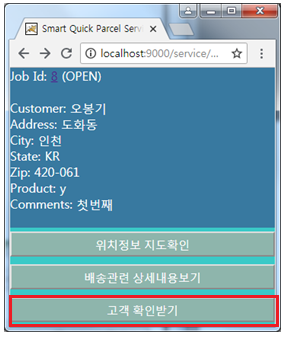 Smart Quick Parcel Serv
localhost:9000/service/...
Job Id: 8 (OPEN)
Customer: 오봉기
Address: 도화동
City: 인천
State: KR
Zip: 420-061
Product: y
Comments: 첫번째
위치정보 지도확인
배송관련 상세내용보기
고객 확인받기